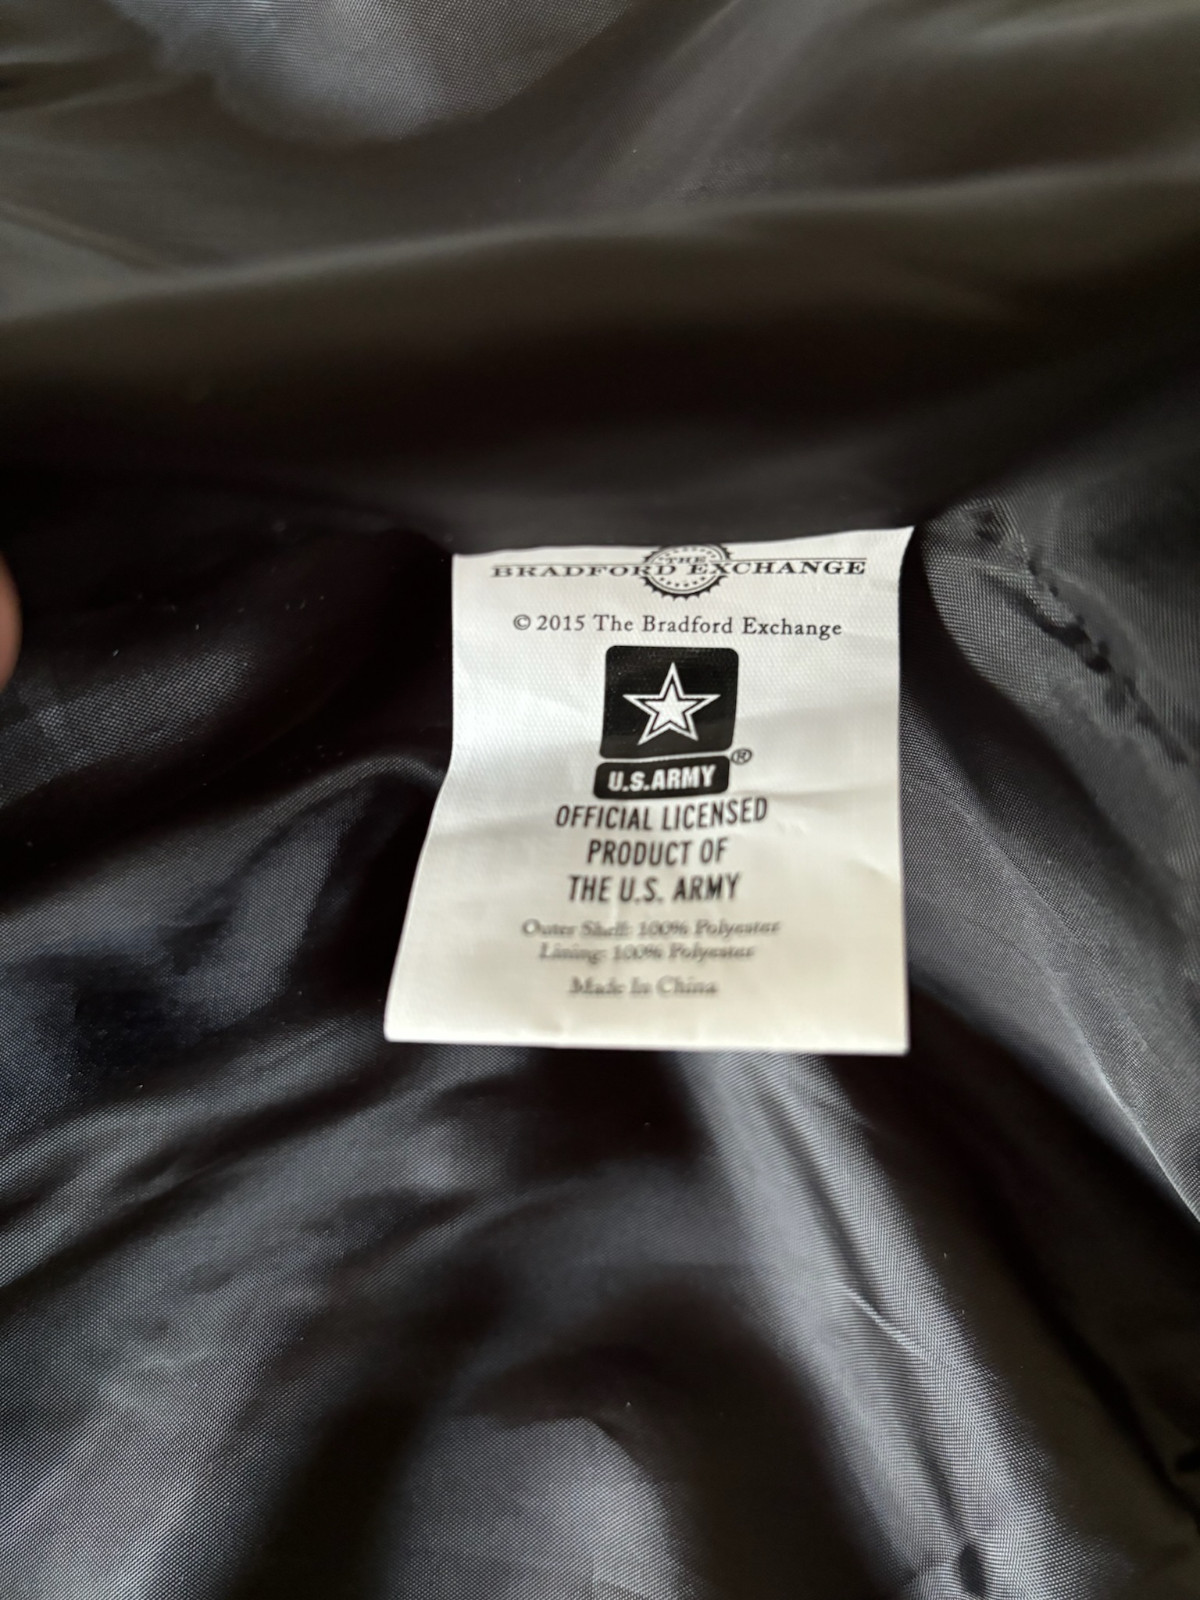 THE
BRADFORD EXCHANGE
© 2015 The Bradford Exchange
U.S.ARMY®
OFFICIAL LICENSED
PRODUCT OF
THE U.S. ARMY
Outer Shell: 100% Polyester
Lining: 100% Polyester
Made In China